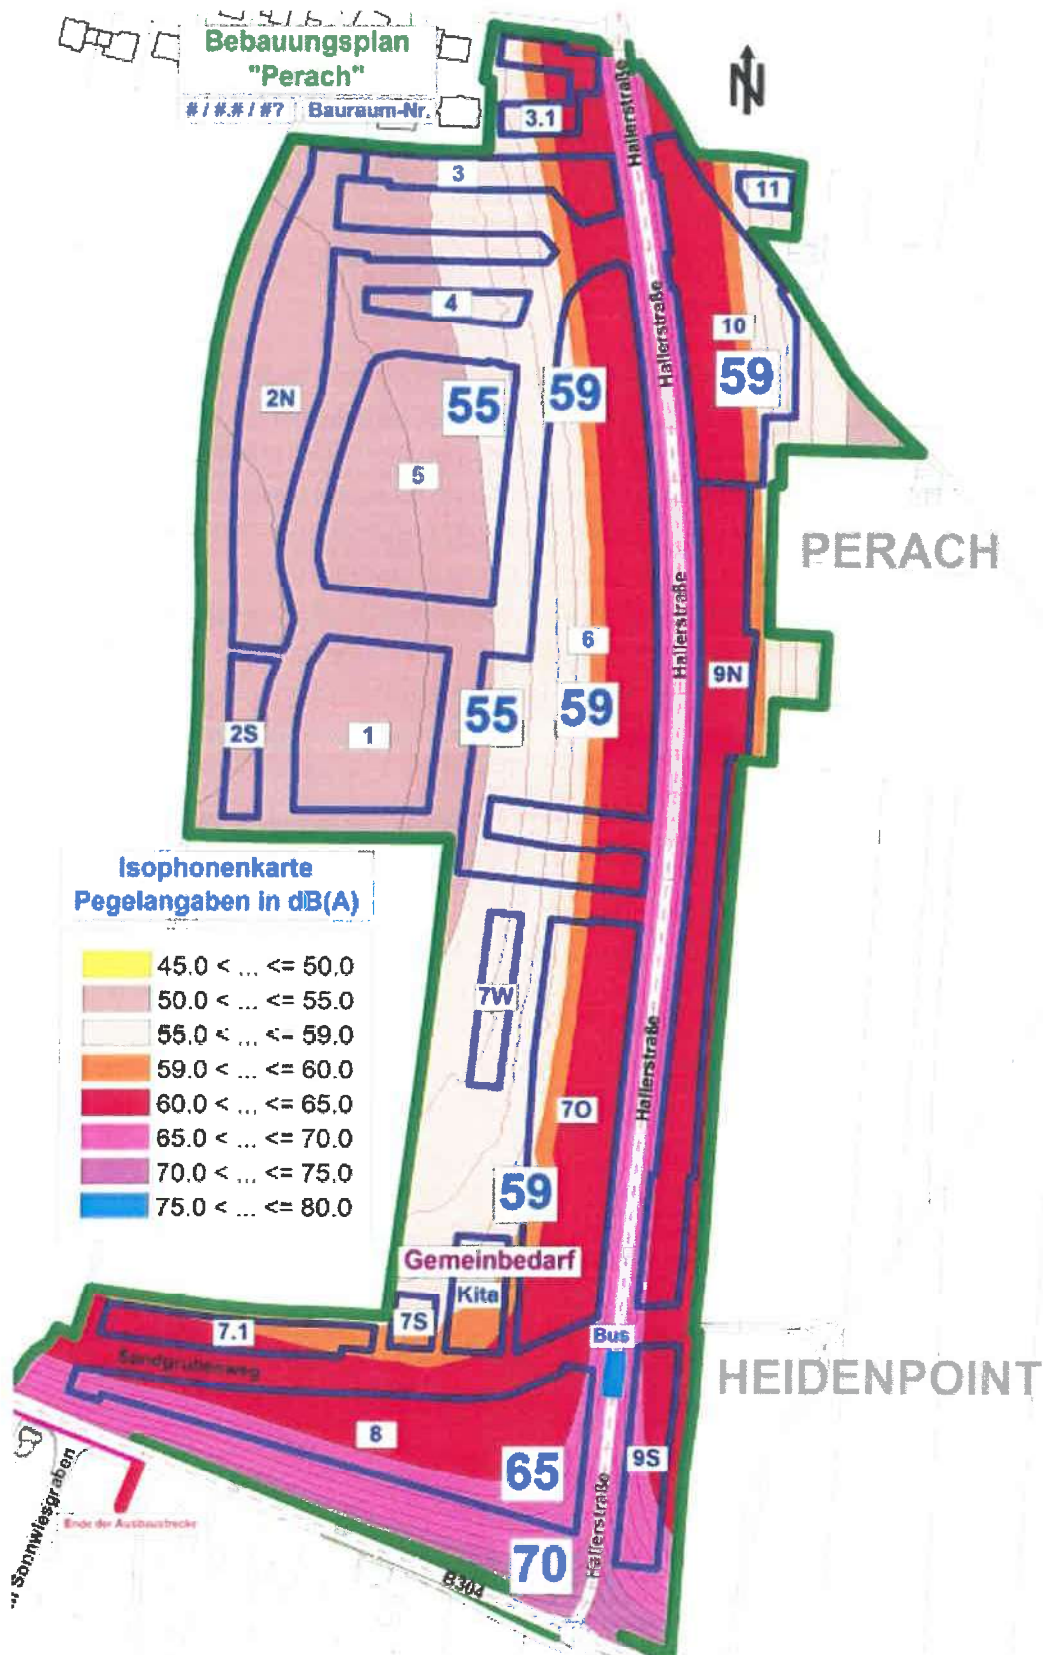 Bebauungsplan
"Perach"
# / #.# / #? Bauraum-Nr.
N
3.1
3
11
4
10
59
2N
55
59
5
PERACH
6
9N
55
59
2S
1
Isophonenkarte
Pegelangaben in dB(A)
45.0 < ... <= 50.0
50.0 < ... <= 55.0
55.0 < ... <= 59.0
59.0 < ... <= 60.0
60.0 < ... <= 65.0
65.0 < ... <= 70.0
70.0 < ... <= 75.0
75.0 < ... <= 80.0
Hallerstraße
Hallerstraße
Hallerstraße
Hallerstraße
Hallerstraße
Hallerstraße
7W
7O
59
Gemeinbedarf
Kita
7S
7.1
Bus
Sandgrubenweg
HEIDENPOINT
8
65
9S
70
Sonnwiesgraben
Ende der Ausbaustrecke
B304